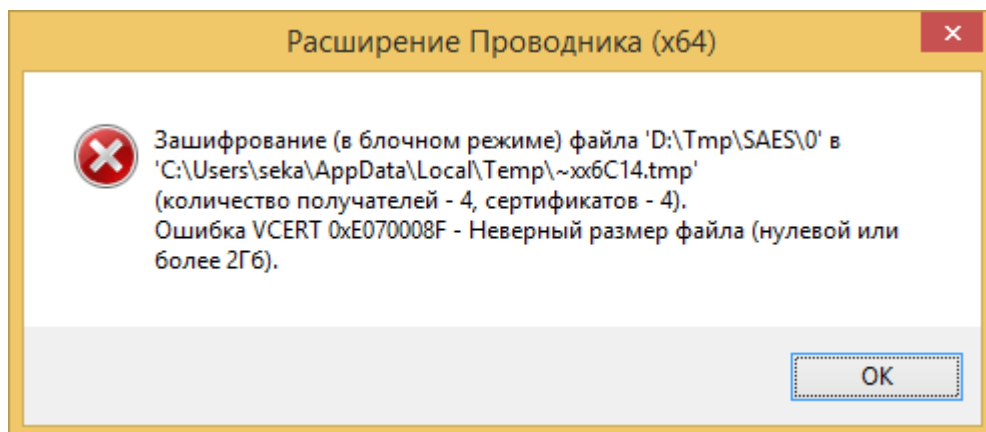 Расширение Проводника (x64)
Зашифрование (в блочном режиме) файла 'D:\Tmp\SAES\0' в
'C:\Users\seka\AppData\Local\Temp\~xx6C14.tmp'
(количество получателей - 4, сертификатов - 4).
Ошибка VCERT 0xE070008F - Неверный размер файла (нулевой или
более 2Гб).
OK